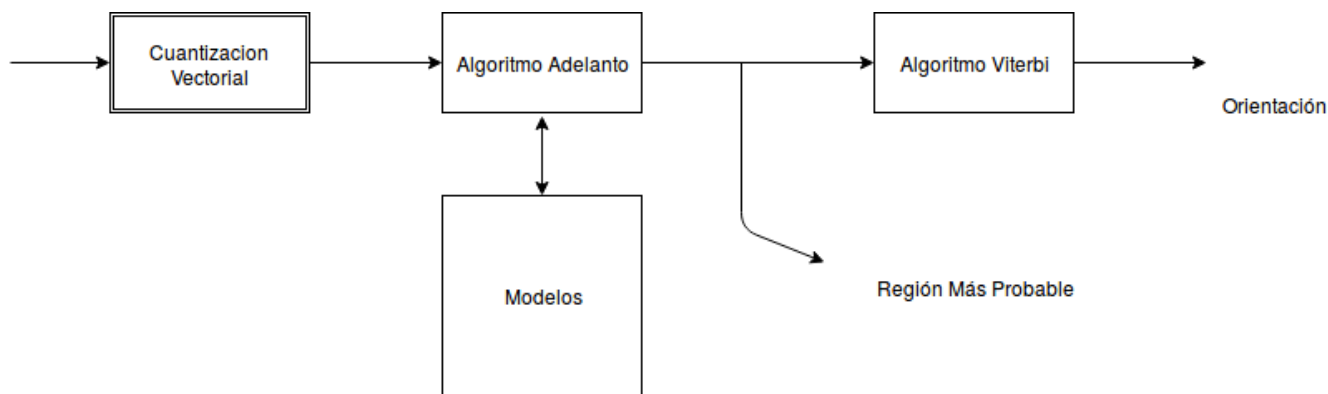 Cuantizacion
Vectorial
Algoritmo Adelanto
Algoritmo Viterbi
Orientación
Modelos
Región Más Probable